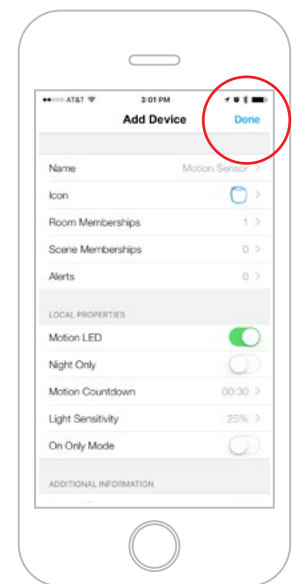 AT&T 3:01 PM
Add Device Done
Name Motion Sensor >
Icon >
Room Memberships 1 >
Scene Memberships 0 >
Alerts 0 >
LOCAL PROPERTIES
Motion LED
Night Only
Motion Countdown 00:30 >
Light Sensitivity 25% >
On Only Mode
ADDITIONAL INFORMATION